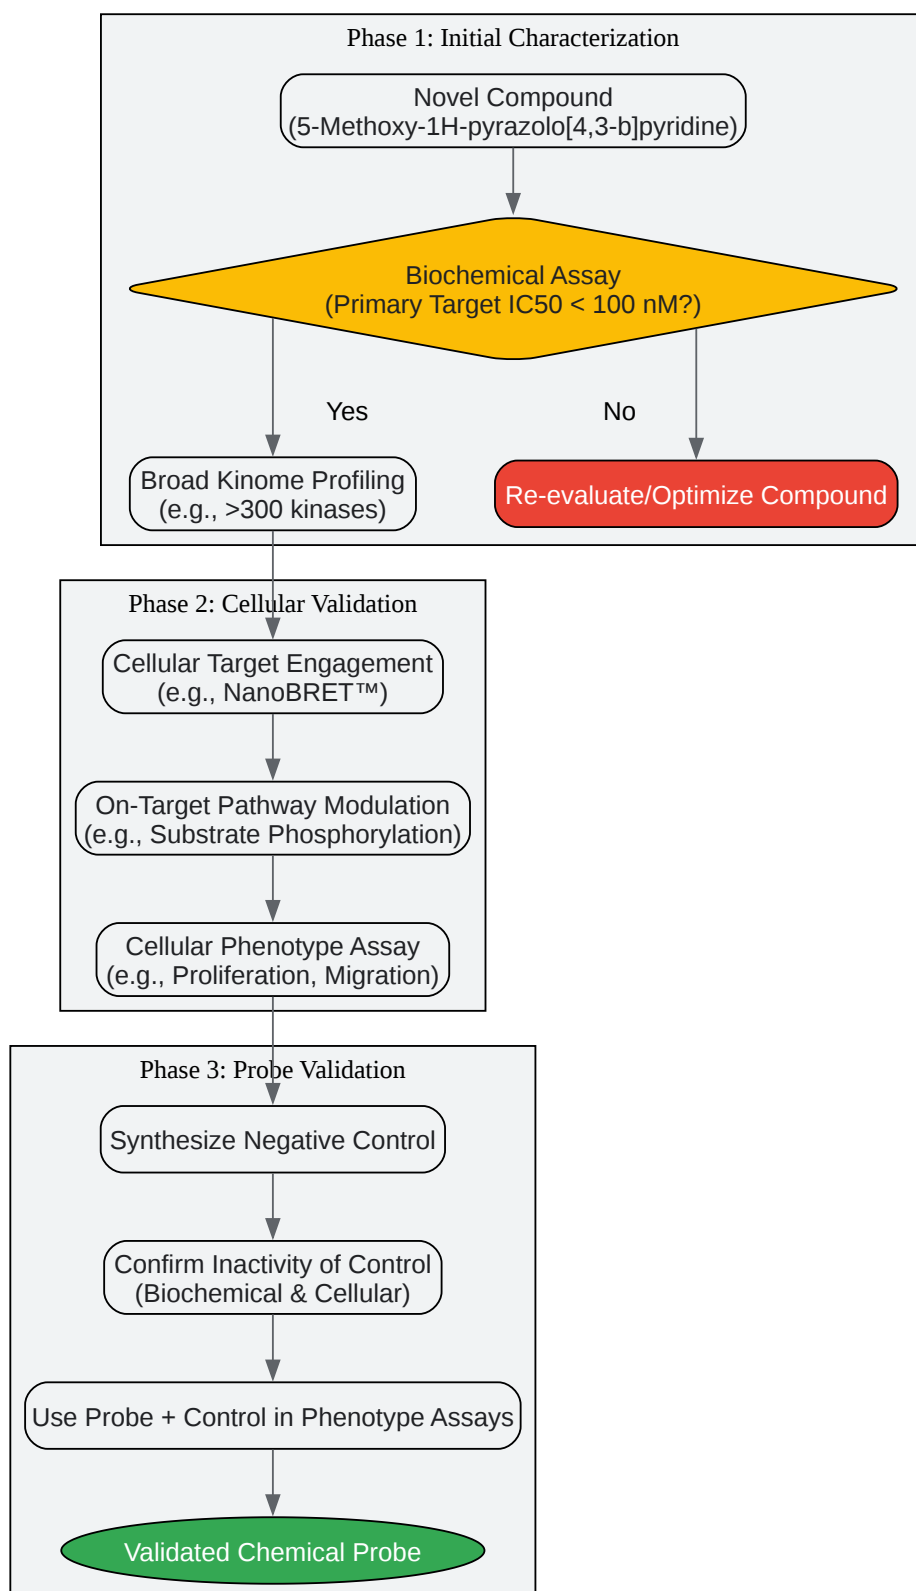 Phase 1: Initial Characterization
Novel Compound
(5-Methoxy-1H-pyrazolo[4,3-b]pyridine)
Biochemical Assay
(Primary Target IC50 < 100 nM?)
Yes
No
Broad Kinome Profiling
(e.g., >300 kinases)
Re-evaluate/Optimize Compound
Phase 2: Cellular Validation
Cellular Target Engagement
(e.g., NanoBRET™)
On-Target Pathway Modulation
(e.g., Substrate Phosphorylation)
Cellular Phenotype Assay
(e.g., Proliferation, Migration)
Phase 3: Probe Validation
Synthesize Negative Control
Confirm Inactivity of Control
(Biochemical & Cellular)
Use Probe + Control in Phenotype Assays
Validated Chemical Probe